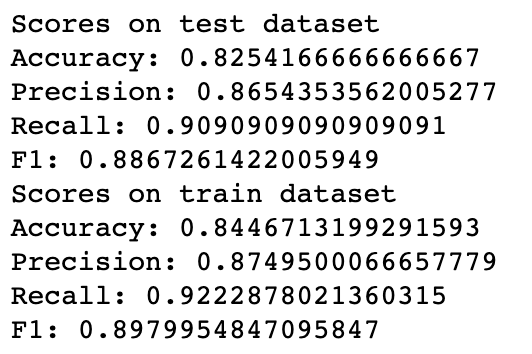 Scores on test dataset
Accuracy: 0.8254166666666667
Precision: 0.8654353562005277
Recall: 0.9090909090909091
F1: 0.8867261422005949
Scores on train dataset
Accuracy: 0.8446713199291593
Precision: 0.8749500066657779
Recall: 0.9222878021360315
F1: 0.8979954847095847